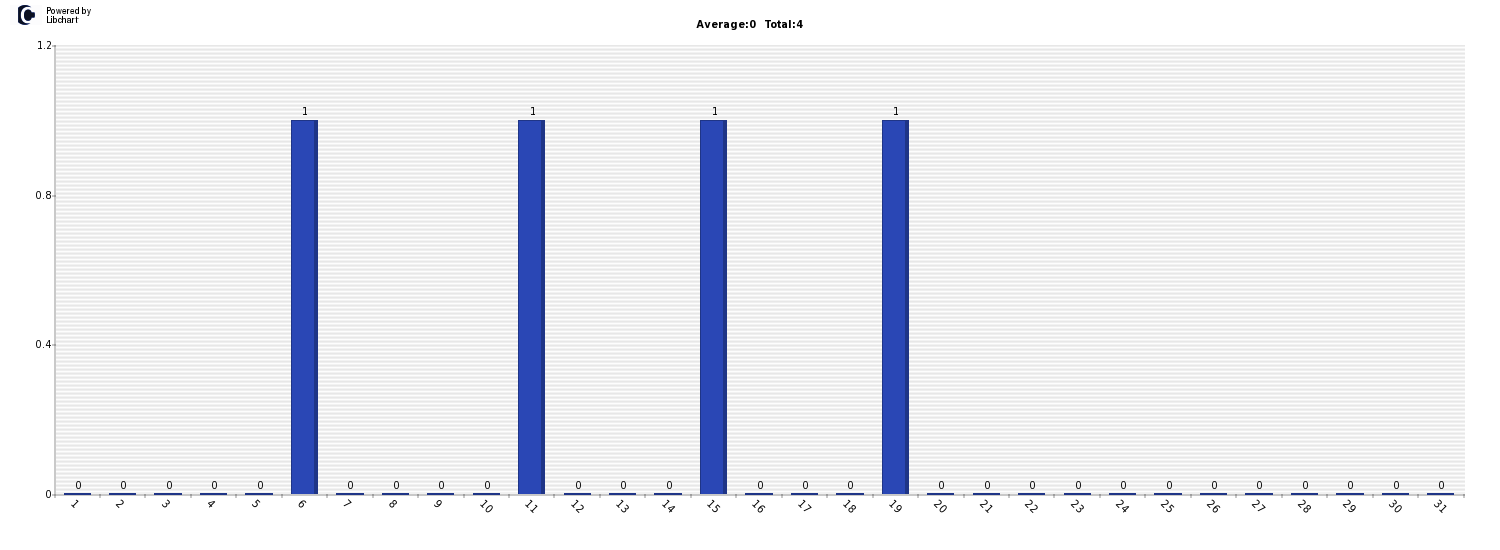 Powered by
Libchart
Average:0 Total:4
1.2
0.8
0.4
0
0 0 0 0 0 1 0 0 0 0 1 0 0 0 1 0 0 0 1 0 0 0 0 0 0 0 0 0 0 0 0
1 2 3 4 5 6 7 8 9 10 11 12 13 14 15 16 17 18 19 20 21 22 23 24 25 26 27 28 29 30 31